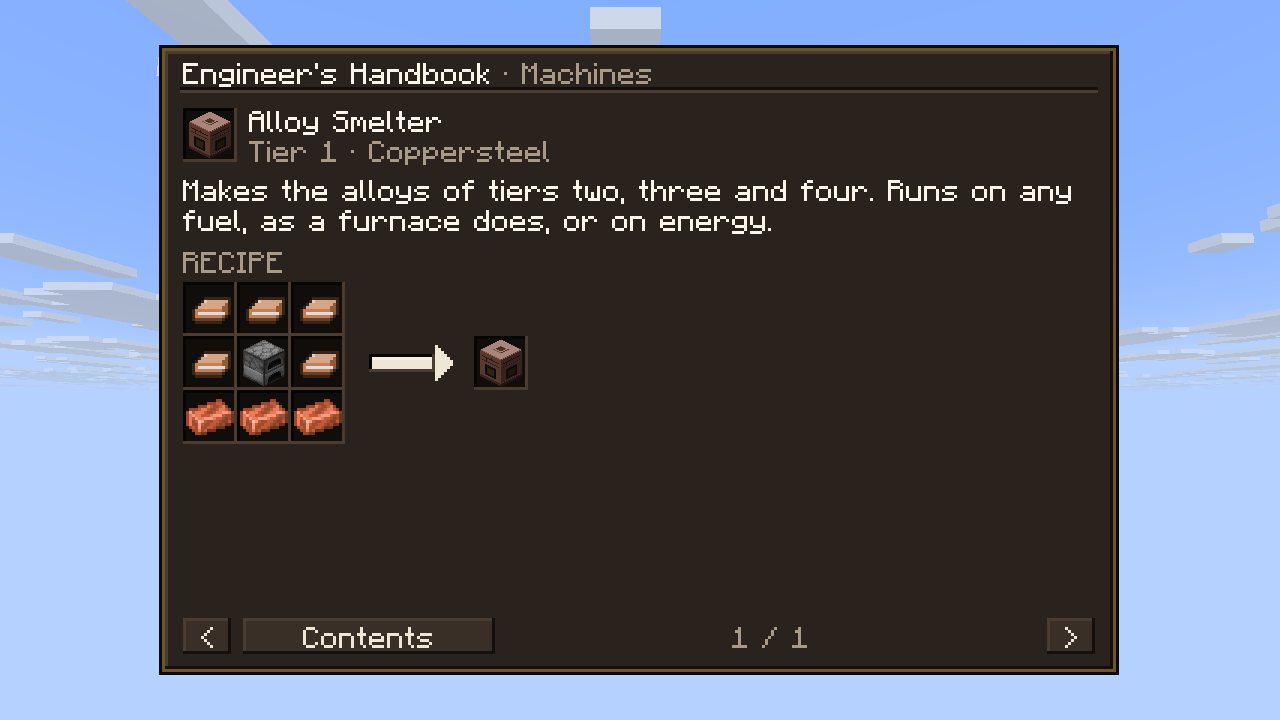 Engineer's Handbook · Machines
Alloy Smelter
Tier 1 · Coppersteel
Makes the alloys of tiers two, three and four. Runs on any
fuel, as a furnace does, or on energy.
RECIPE
< Contents 1 / 1 >